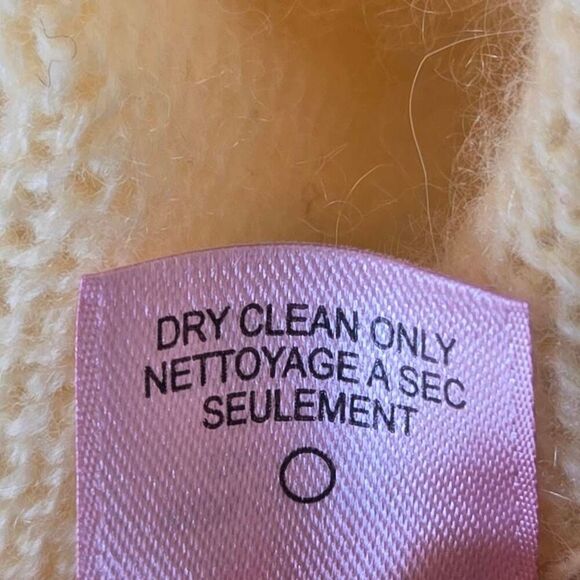 DRY CLEAN ONLY
NETTOYAGE A SEC
SEULEMENT